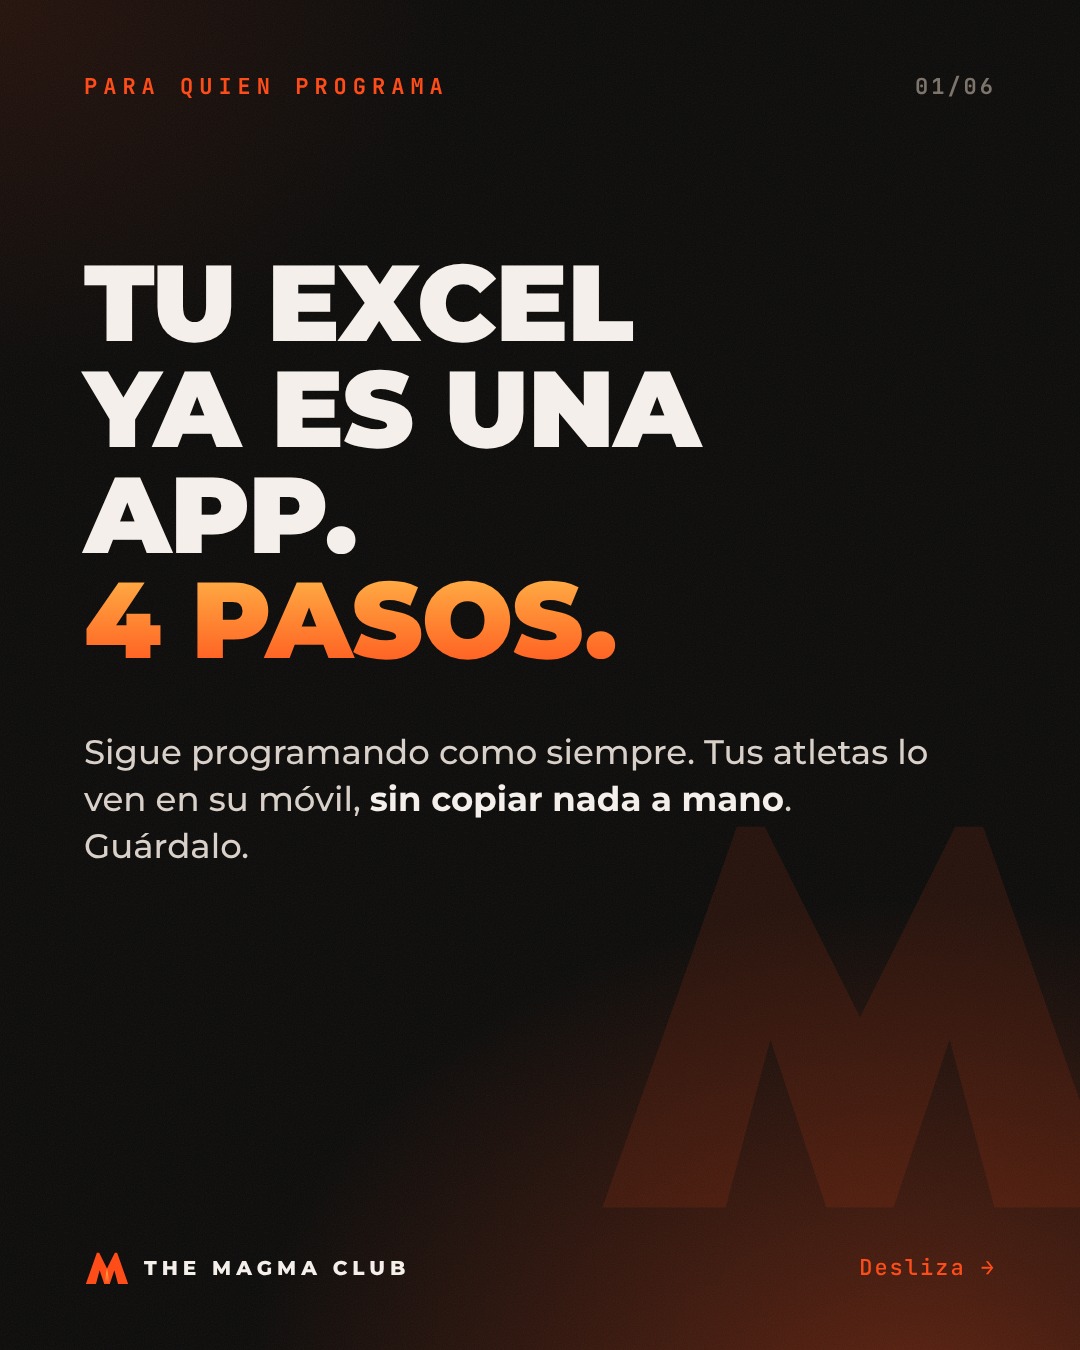 PARA QUIEN PROGRAMA
01/06
TU EXCEL
YA ES UNA
APP.
4 PASOS.
Sigue programando como siempre. Tus atletas lo
ven en su móvil, sin copiar nada a mano.
Guárdalo.
THE MAGMA CLUB
Desliza →